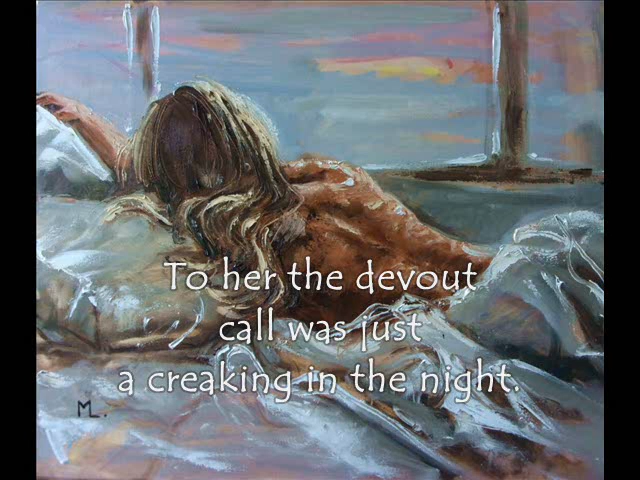 To her the devout
call was just
a creaking in the night.
ML.